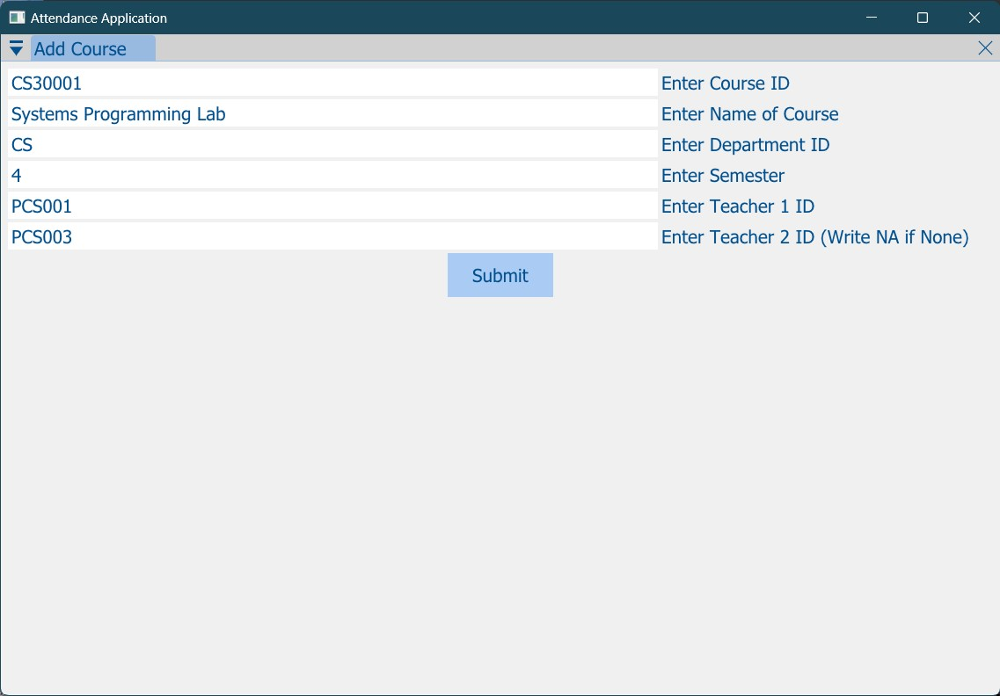 Attendance Application
Add Course
CS30001 Enter Course ID
Systems Programming Lab Enter Name of Course
CS Enter Department ID
4 Enter Semester
PCS001 Enter Teacher 1 ID
PCS003 Enter Teacher 2 ID (Write NA if None)
Submit